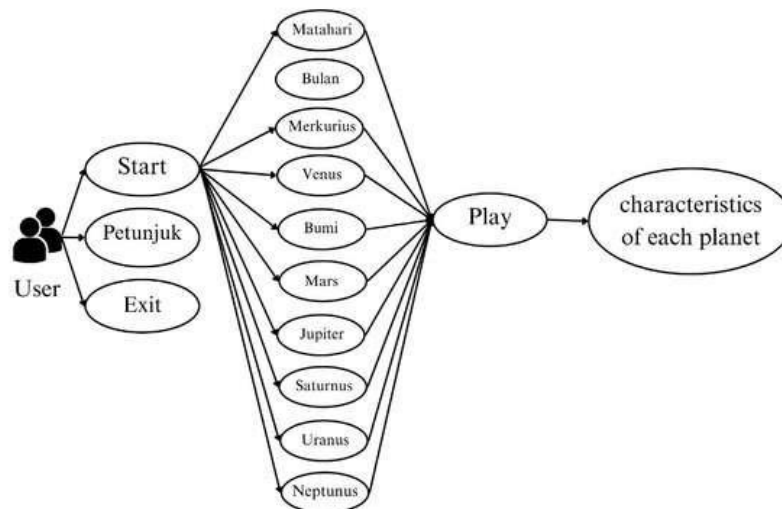 User
Start
Petunjuk
Exit
Matahari
Bulan
Merkurius
Venus
Bumi
Mars
Jupiter
Saturnus
Uranus
Neptunus
Play
characteristics
of each planet